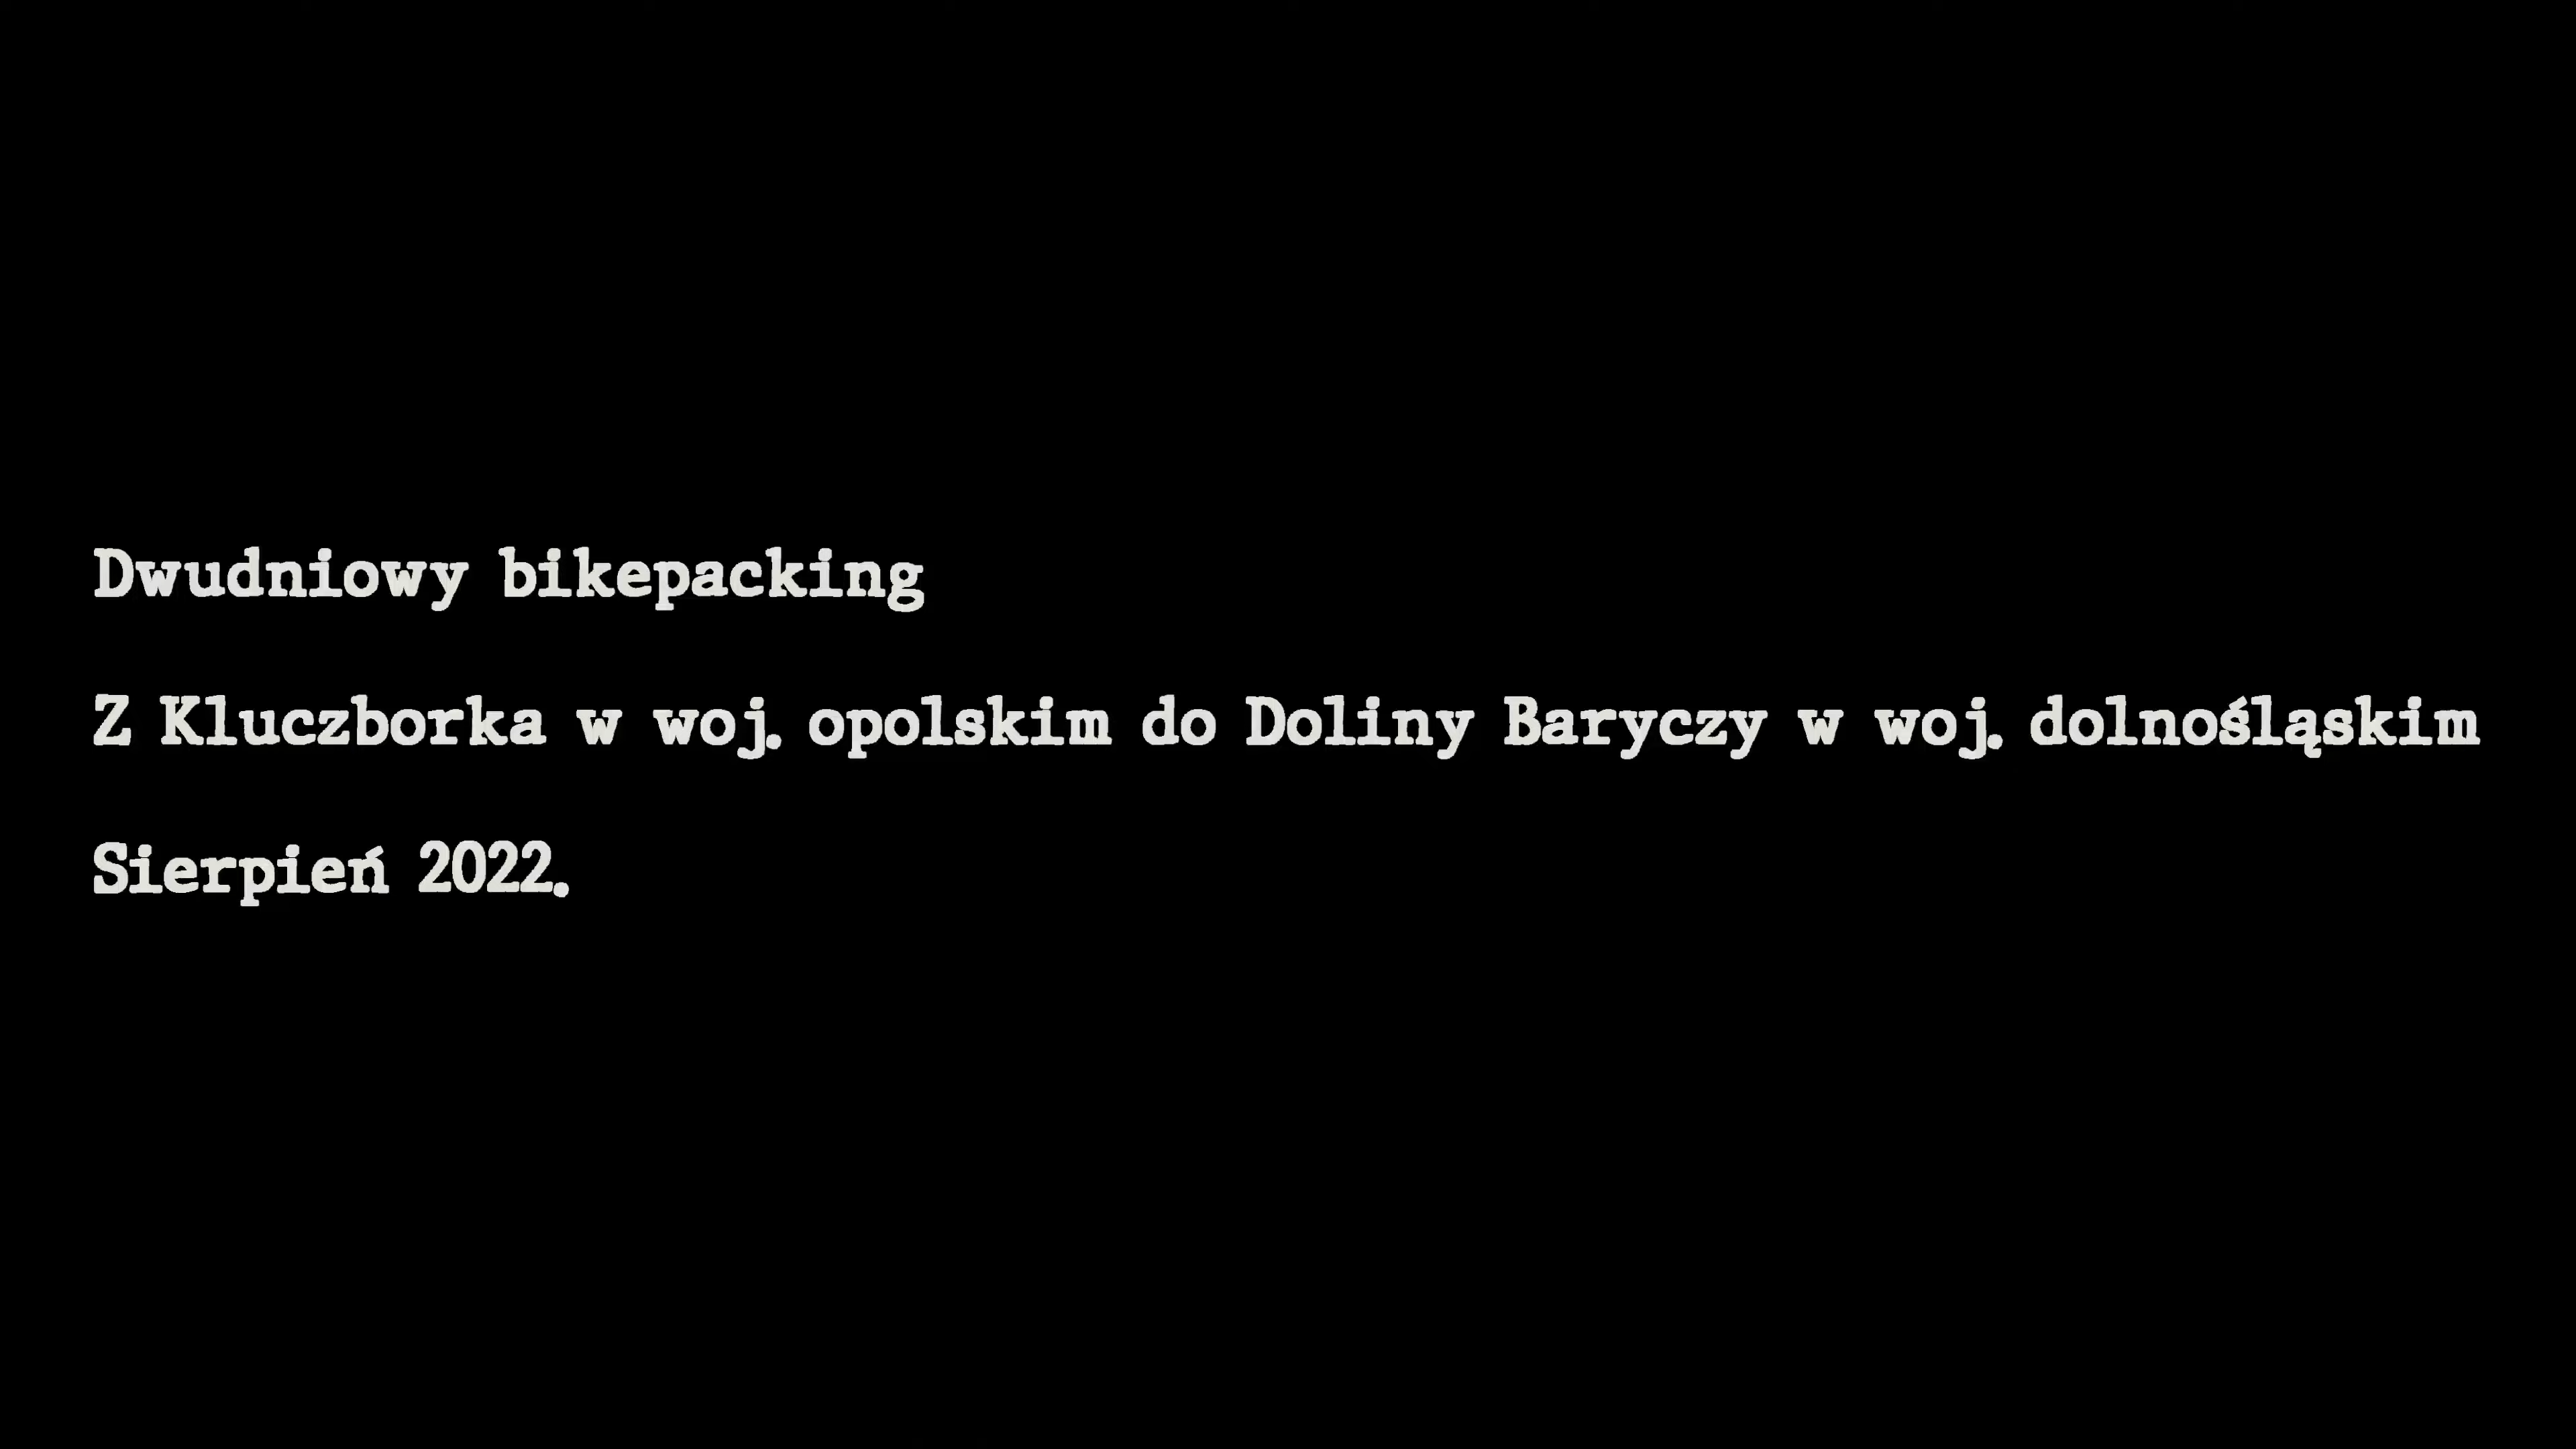 Dwudniowy bikepacking
Z Kluczborka w woj. opolskim do Doliny Baryczy w woj. dolnośląskim
Sierpień 2022.